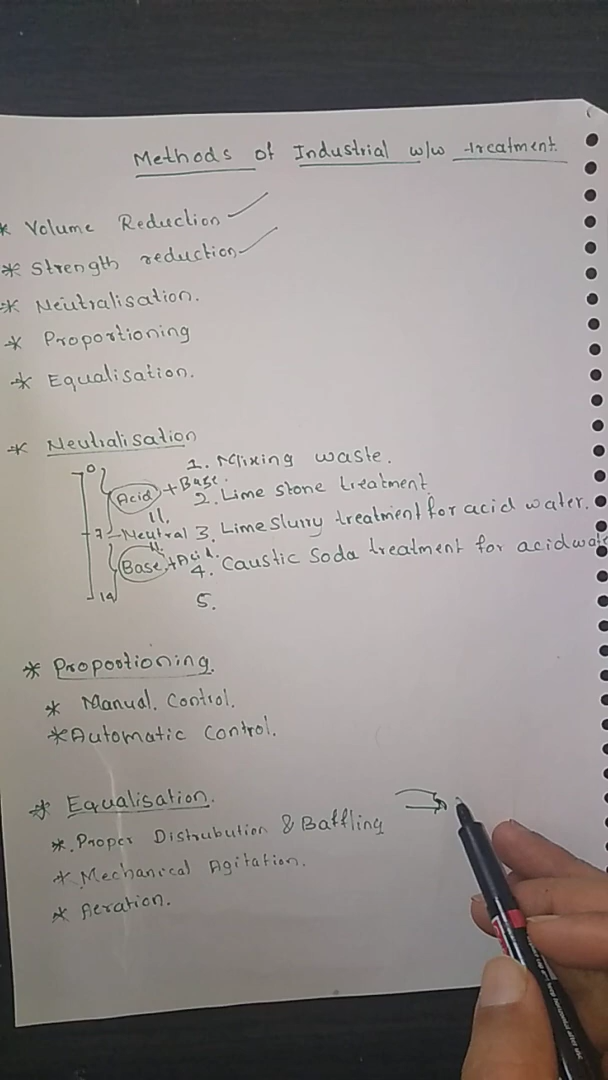 Methods of Industrial w/w treatment
* Volume Reduction
* Strength reduction
* Neutralisation.
* Proportioning
* Equalisation.
* Neutralisation
1. Mixing waste.
0
Acid + Base.
2. Lime stone treatment
7 - Neutral
3. Lime slurry treatment for acid water.
Base + Acid.
4. Caustic Soda treatment for acid wate
14
5.
* Propootioning.
* Manual. Control.
* Automatic Control.
* Equalisation.
*. Proper Distrubution & Baffling
* Mechanical Agitation.
* Aeration.